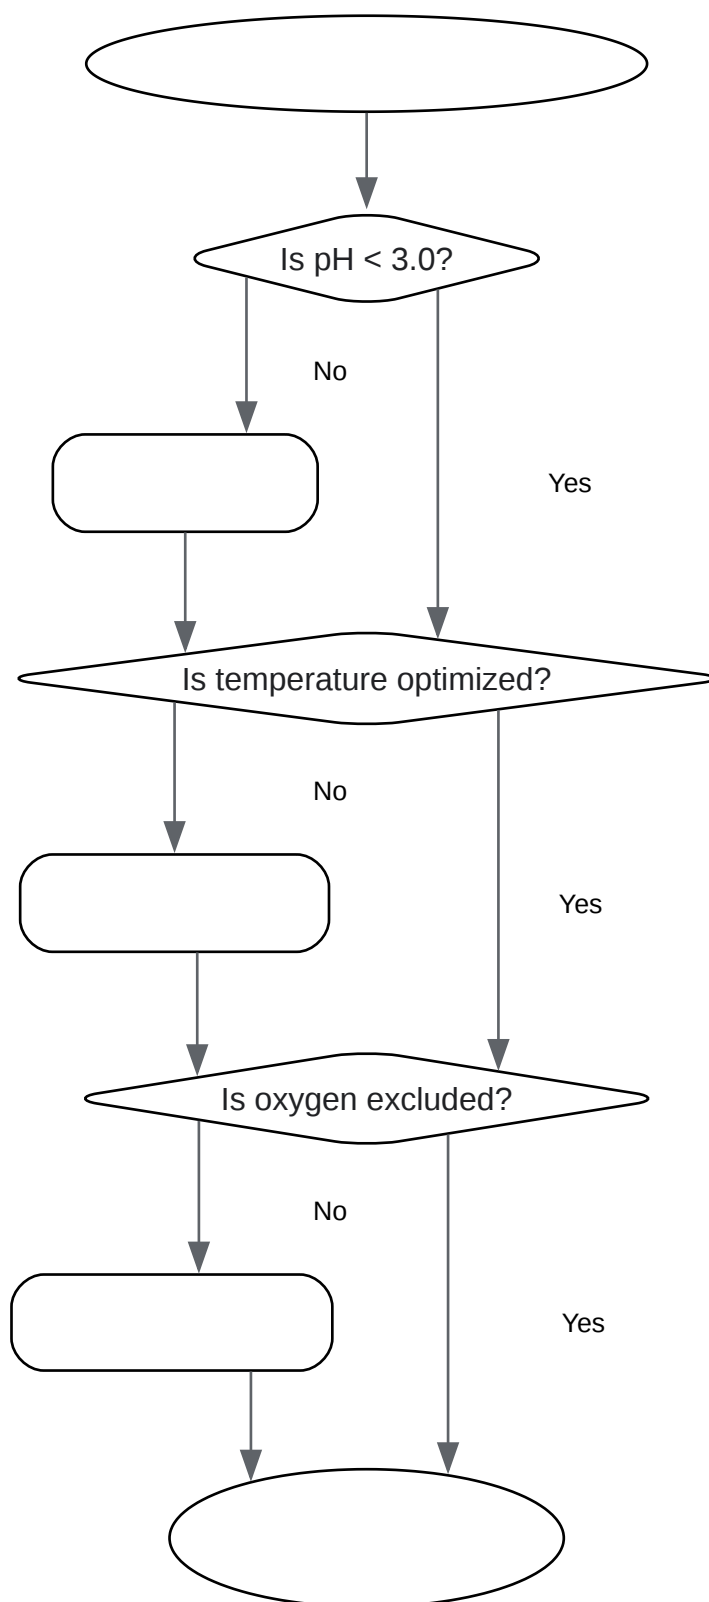 Is pH < 3.0?
No
Yes
Is temperature optimized?
No
Yes
Is oxygen excluded?
No
Yes